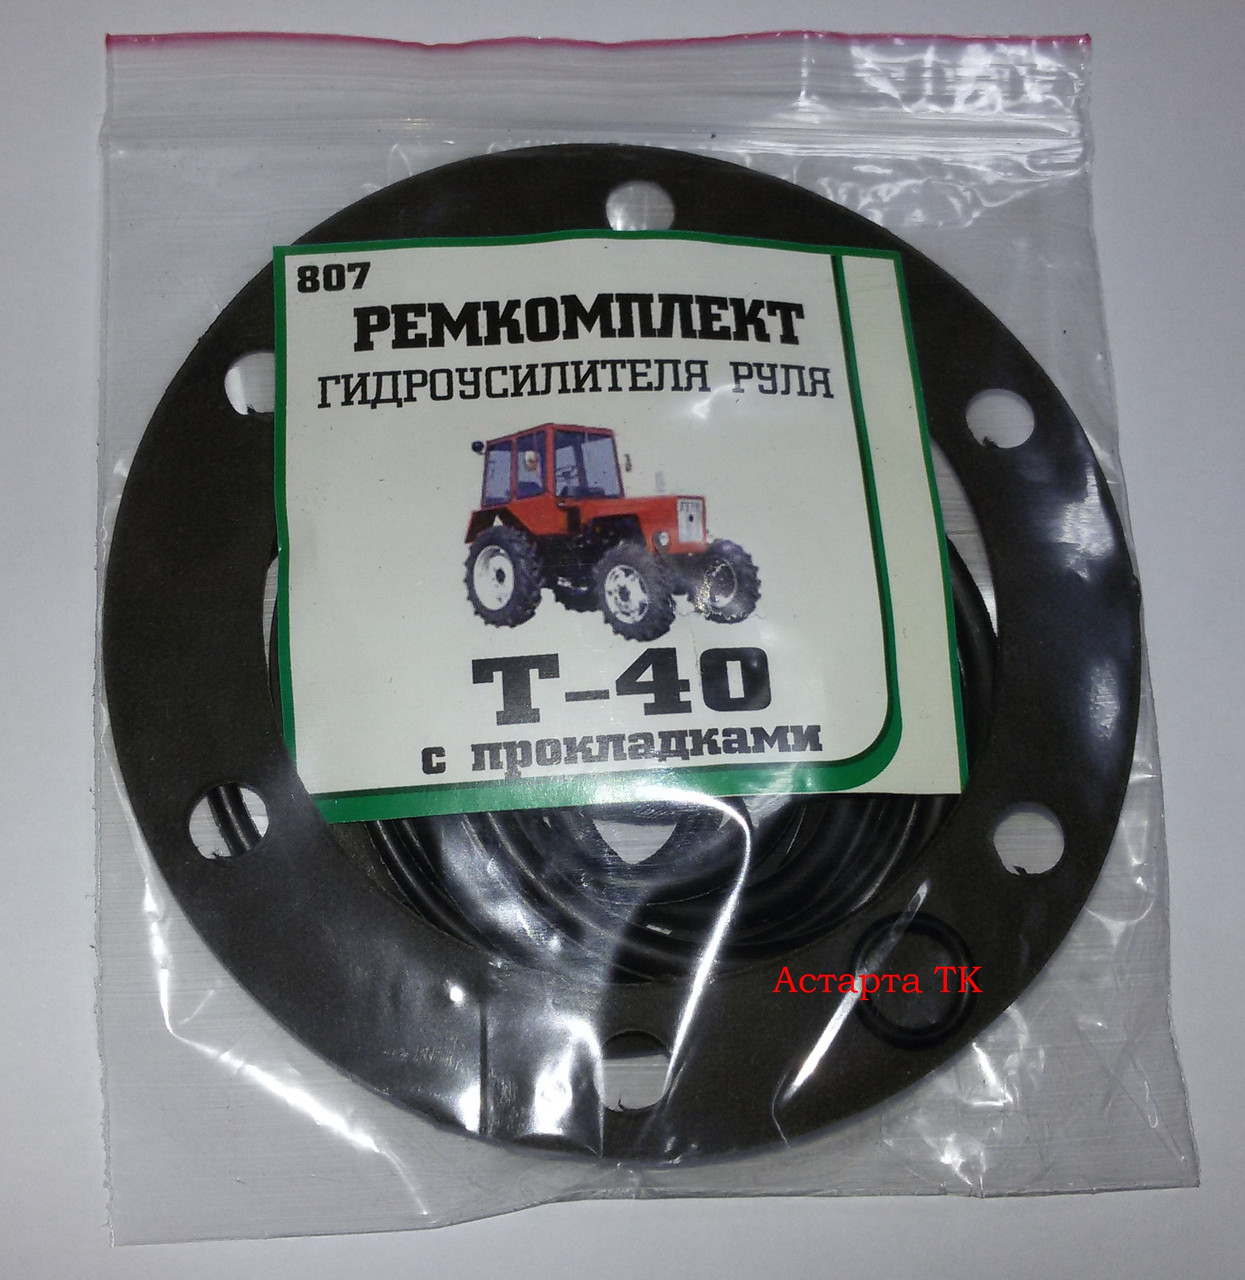 807
РЕМКОМПЛЕКТ
ГИДРОУСИЛИТЕЛЯ РУЛЯ
Т-40
с прокладками
Астарта ТК